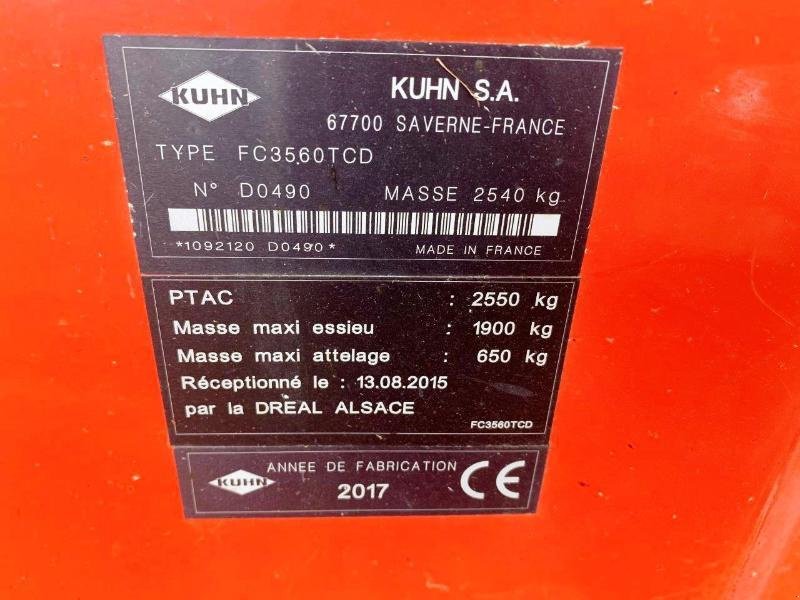 KUHN
KUHN S.A.
67700 SAVERNE-FRANCE
TYPE FC3560TCD
N° D0490 MASSE 2540 kg
*1092120 D0490* MADE IN FRANCE
PTAC : 2550 kg
Masse maxi essieu : 1900 kg
Masse maxi attelage : 650 kg
Réceptionné le : 13.08.2015
par la DREAL ALSACE
FC3560TCD
KUHN
ANNEE DE FABRICATION
2017
CE